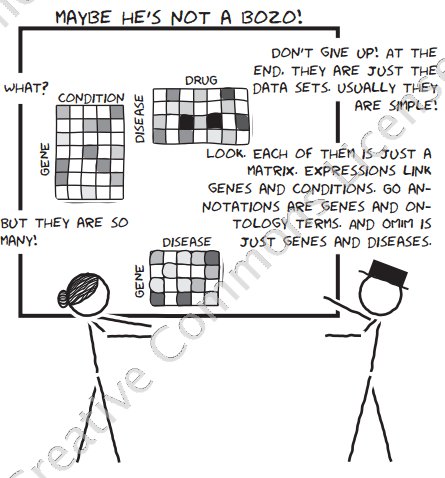 MAYBE HE'S NOT A BOZO!
DON'T GIVE UP! AT THE
END, THEY ARE JUST THE
DATA SETS. USUALLY THEY
ARE SIMPLE!
WHAT?
CONDITION
GENE
DRUG
DISEASE
LOOK. EACH OF THEM IS JUST A
MATRIX. EXPRESSIONS LINK
GENES AND CONDITIONS. GO AN-
NOTATIONS ARE GENES AND ON-
TOLOGY TERMS. AND OMIM IS
JUST GENES AND DISEASES.
BUT THEY ARE SO
MANY!
DISEASE
GENE
Creative Commons License